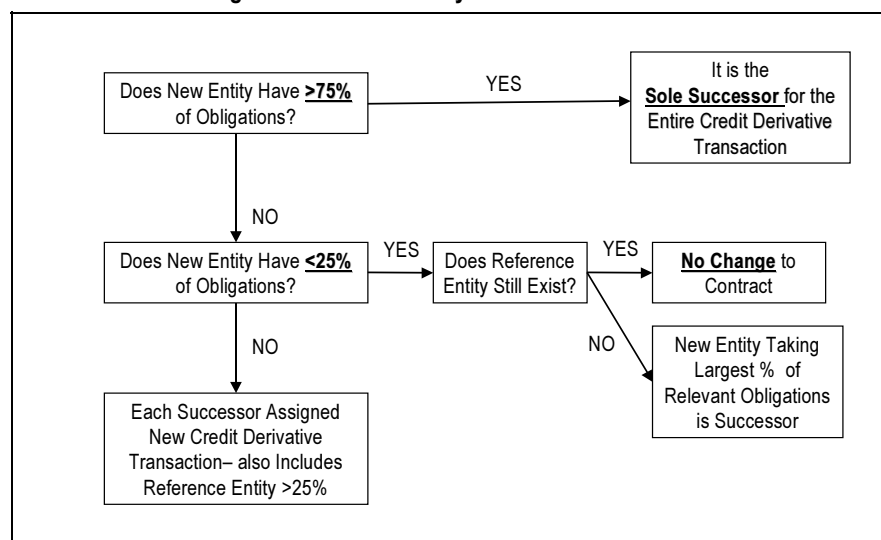 Does New Entity Have >75%
of Obligations?
YES
It is the
Sole Successor for the
Entire Credit Derivative
Transaction
NO
Does New Entity Have <25%
of Obligations?
YES
Does Reference
Entity Still Exist?
YES
No Change to
Contract
NO
New Entity Taking
Largest % of
Relevant Obligations
is Successor
NO
Each Successor Assigned
New Credit Derivative
Transaction– also Includes
Reference Entity >25%